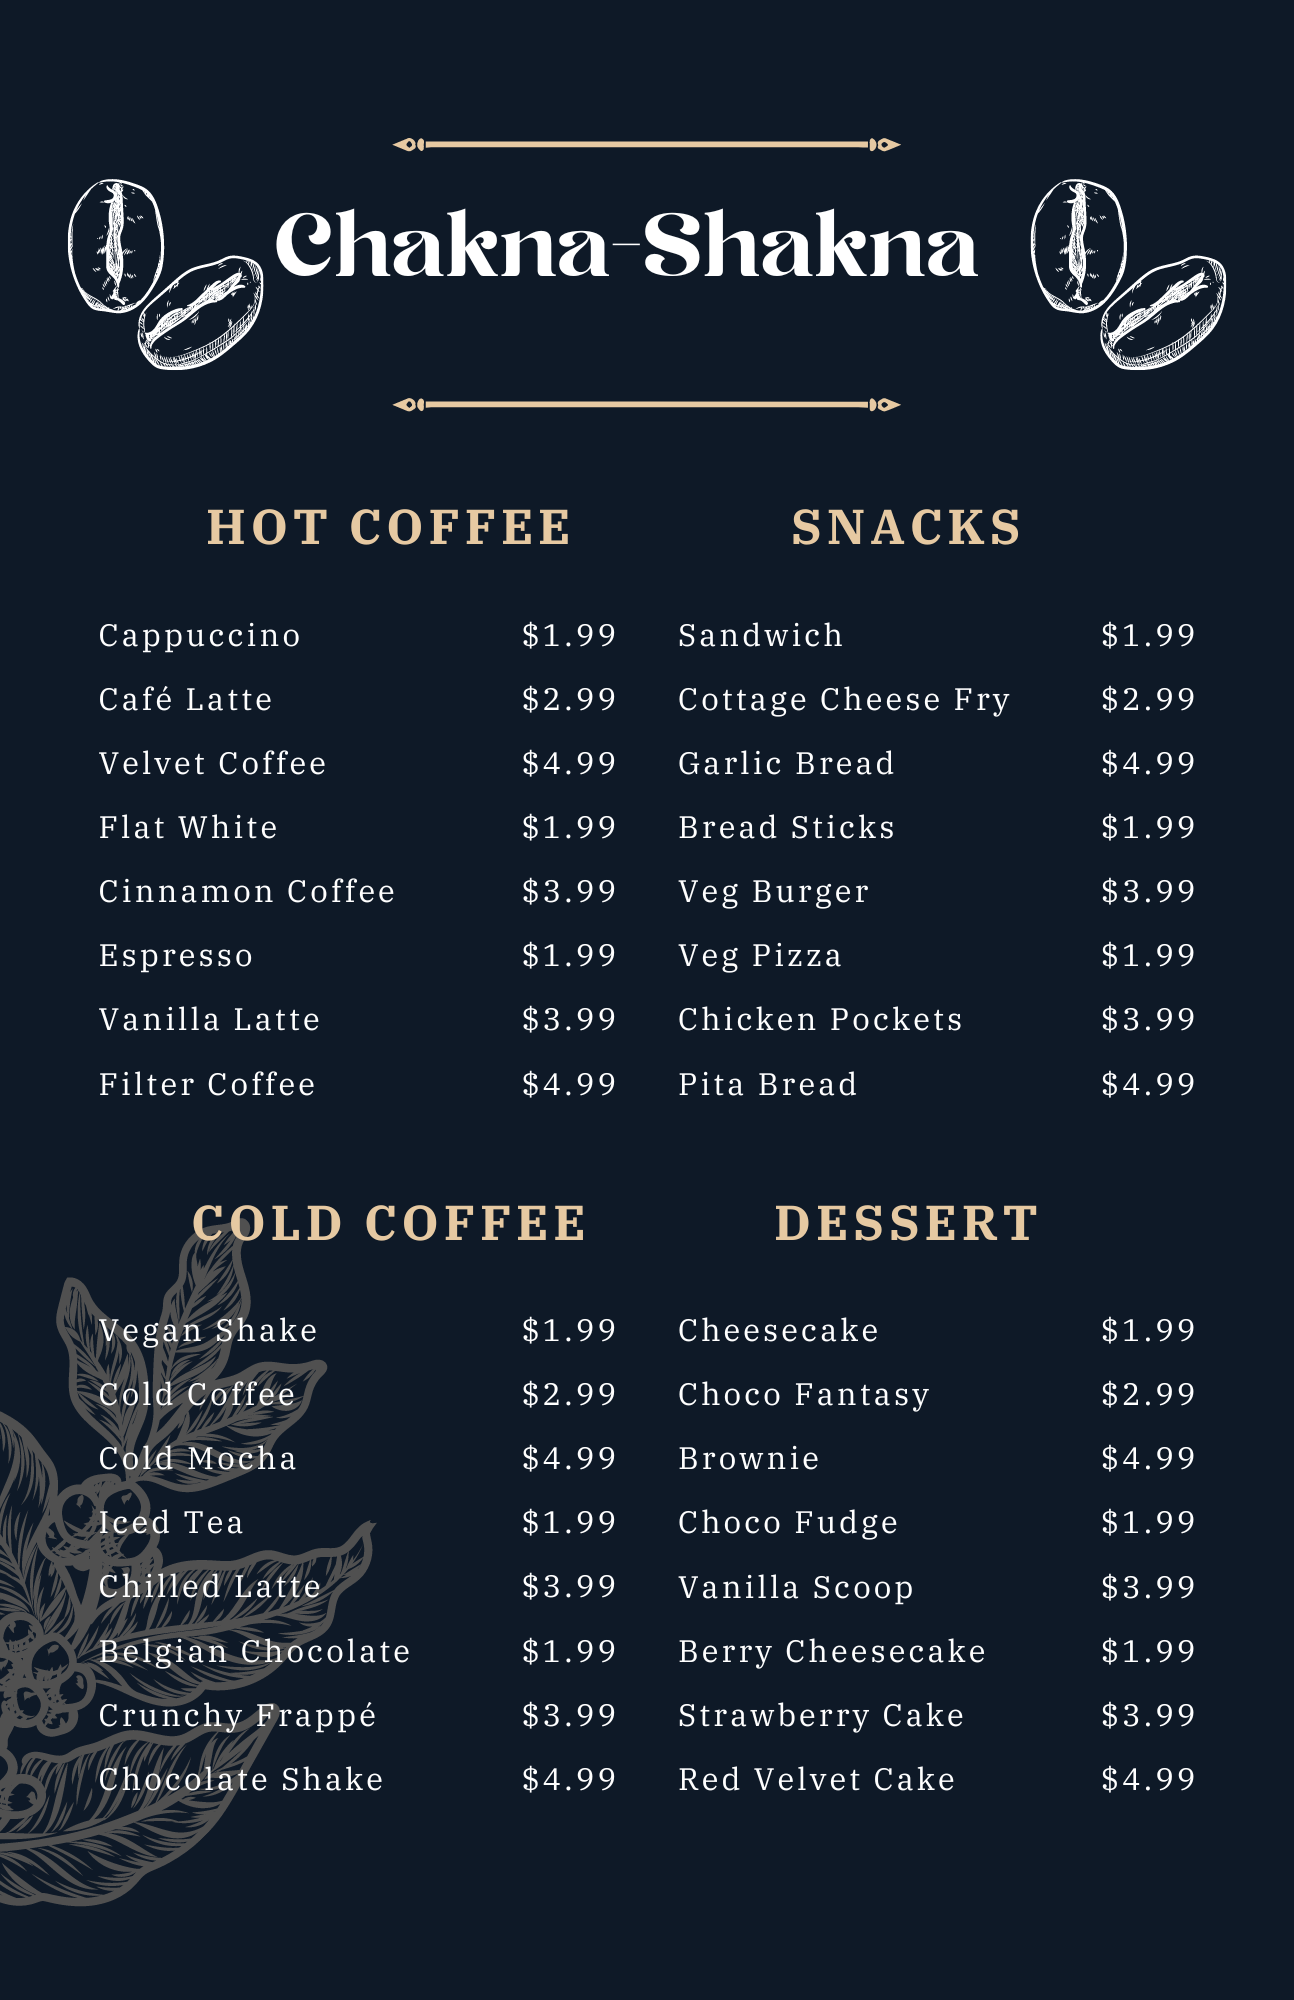 Chakna-Shakna
HOT COFFEE
Cappuccino $1.99
Café Latte $2.99
Velvet Coffee $4.99
Flat White $1.99
Cinnamon Coffee $3.99
Espresso $1.99
Vanilla Latte $3.99
Filter Coffee $4.99
SNACKS
Sandwich $1.99
Cottage Cheese Fry $2.99
Garlic Bread $4.99
Bread Sticks $1.99
Veg Burger $3.99
Veg Pizza $1.99
Chicken Pockets $3.99
Pita Bread $4.99
COLD COFFEE
Vegan Shake $1.99
Cold Coffee $2.99
Cold Mocha $4.99
Iced Tea $1.99
Chilled Latte $3.99
Belgian Chocolate $1.99
Crunchy Frappé $3.99
Chocolate Shake $4.99
DESSERT
Cheesecake $1.99
Choco Fantasy $2.99
Brownie $4.99
Choco Fudge $1.99
Vanilla Scoop $3.99
Berry Cheesecake $1.99
Strawberry Cake $3.99
Red Velvet Cake $4.99